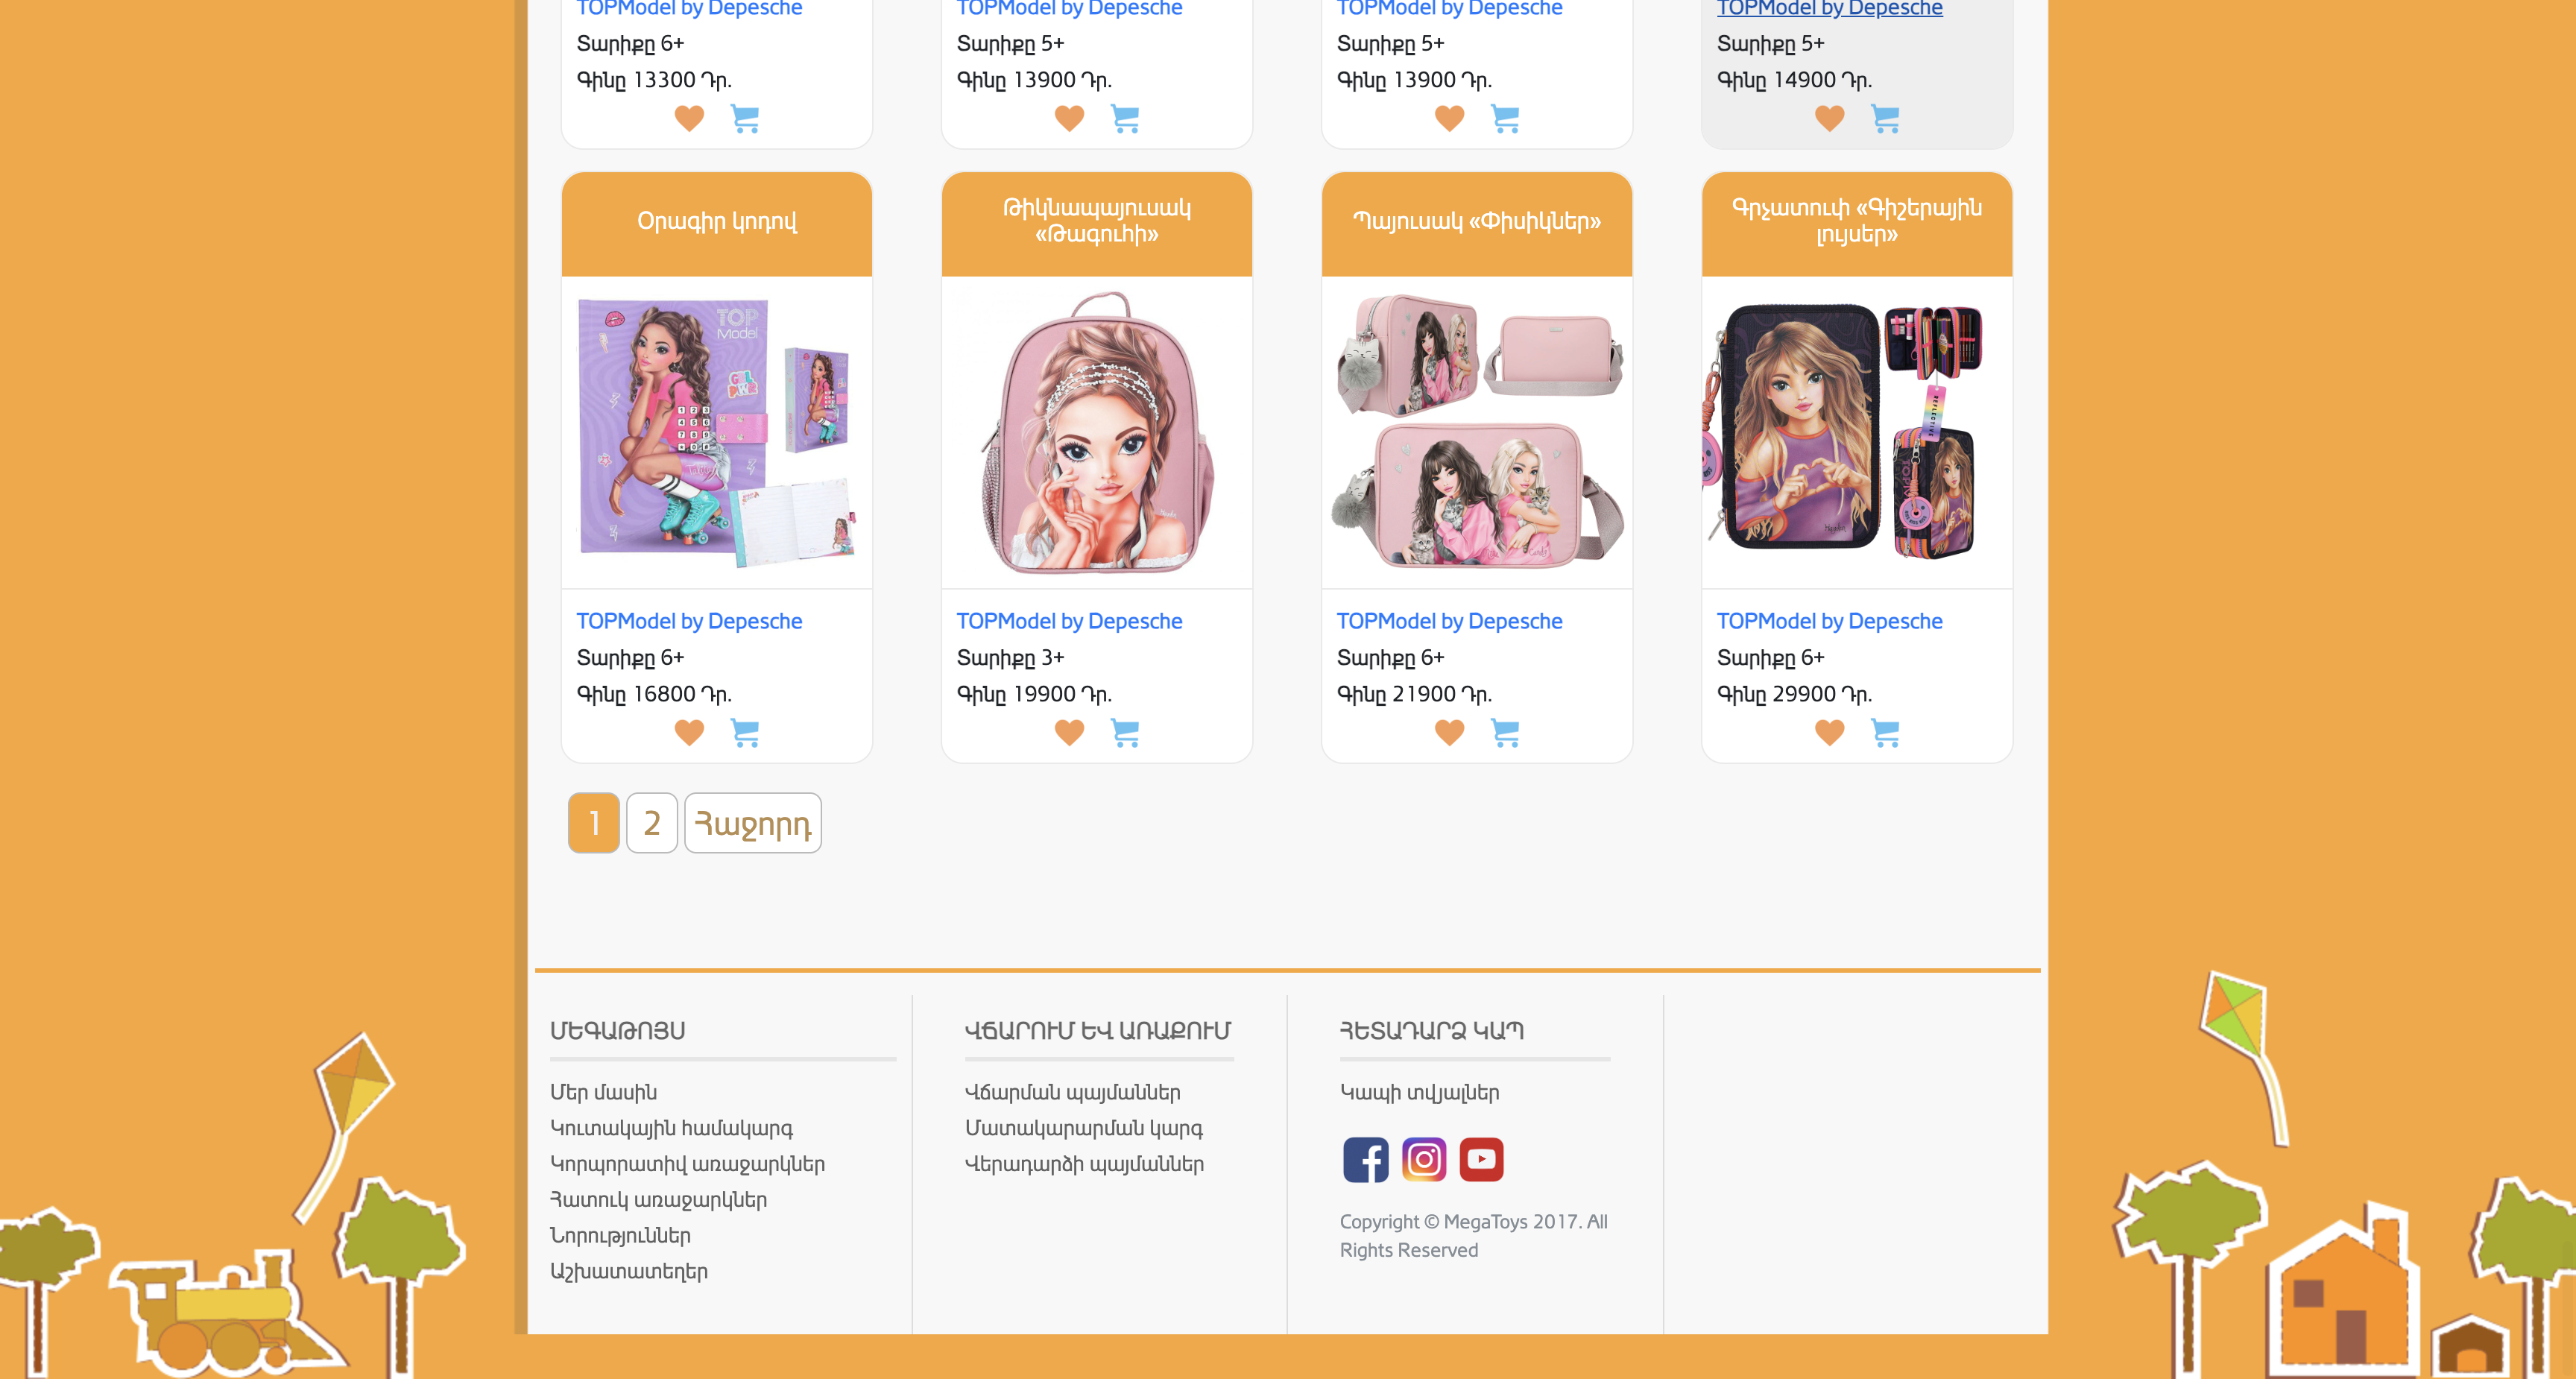 TOPModel by Depesche
Տարիքը 6+
Գինը 13300 Դր.
TOPModel by Depesche
Տարիքը 5+
Գինը 13900 Դր.
TOPModel by Depesche
Տարիքը 5+
Գինը 13900 Դր.
TOPModel by Depesche
Տարիքը 5+
Գինը 14900 Դր.
Օրագիր կոդով
TOP
Model
TOPModel by Depesche
Տարիքը 6+
Գինը 16800 Դր.
Թիկնապայուսակ
«Թագուհի»
TOPModel by Depesche
Տարիքը 3+
Գինը 19900 Դր.
Պայուսակ «Փիսիկներ»
TOPModel by Depesche
Տարիքը 6+
Գինը 21900 Դր.
Գրչատուփ «Գիշերային
լույսեր»
REFLECTIVE
TOPModel by Depesche
Տարիքը 6+
Գինը 29900 Դր.
1 2 Հաջորդ
ՄԵԳԱԹՈՅՍ
Մեր մասին
Կուտակային համակարգ
Կորպորատիվ առաջարկներ
Հատուկ առաջարկներ
Նորություններ
Աշխատատեղեր
ՎՃԱՐՈՒՄ ԵՎ ԱՌԱՔՈՒՄ
Վճարման պայմաններ
Մատակարարման կարգ
Վերադարձի պայմաններ
ՀԵՏԱԴԱՐՁ ԿԱՊ
Կապի տվյալներ
Copyright © MegaToys 2017. All
Rights Reserved